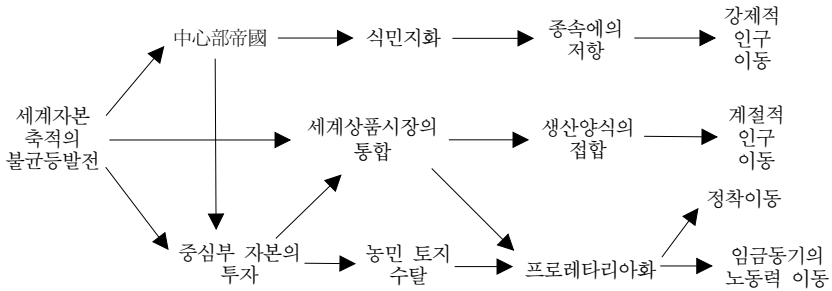 中心部帝國
식민지화
종속에의
저항
강제적
인구
이동
세계자본
축적의
불균등발전
세계상품시장의
통합
생산양식의
접합
계절적
인구
이동
정착이동
중심부 자본의
투자
농민 토지
수탈
프로레타리아화
임금동기의
노동력 이동